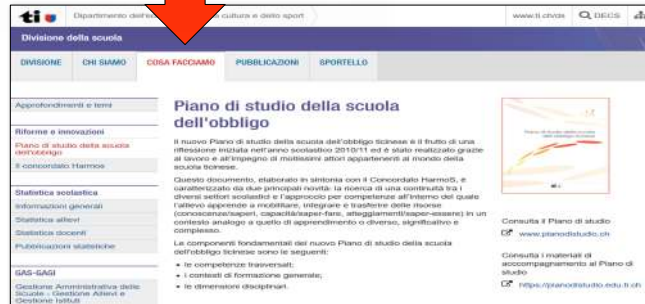 ti
Dipartimento dell'e cultura e dello sport
www.ti.ch/ds
DECS
Divisione della scuola
DIVISIONE
CHI SIAMO
COSA FACCIAMO
PUBBLICAZIONI
SPORTELLO
Approfondimenti e temi
Riforme e innovazioni
Piano di studio della scuola
dell'obbligo
Il concordato Harmos
Statistica scolastica
Informazioni generali
Statistica allievi
Statistica docenti
Pubblicazioni statistiche
GAS-GAGI
Gestione Amministrativa delle
Scuole - Gestione Allievi e
Gestione Istituti
Piano di studio della scuola
dell'obbligo
Il nuovo Piano di studio della scuola dell'obbligo ticinese è il frutto di una
riflessione iniziata nell'anno scolastico 2010/11 ed è stato realizzato grazie
al lavoro e all'impegno di moltissimi attori appartenenti al mondo della
scuola ticinese.
Questo documento, elaborato in sintonia con il Concordato HarmoS, è
caratterizzato da due principali novità: la ricerca di una continuità tra i
diversi settori scolastici e l'approccio per competenze all'interno del quale
l'allievo apprende a mobilitare, integrare e trasferire delle risorse
(conoscenze/saperi, capacità/saper-fare, atteggiamenti/saper-essere) in un
contesto analogo a quello di apprendimento o diverso, significativo e
complesso.
Le componenti fondamentali del nuovo Piano di studio della scuola
dell'obbligo ticinese sono le seguenti:
• le competenze trasversali;
• i contesti di formazione generale;
• le dimensioni disciplinari.
Piano di studio della scuola
dell'obbligo ticinese
Consulta il Piano di studio
www.pianodistudio.ch
Consulta i materiali di
accompagnamento al Piano di
studio
https://pianodistudio.edu.ti.ch